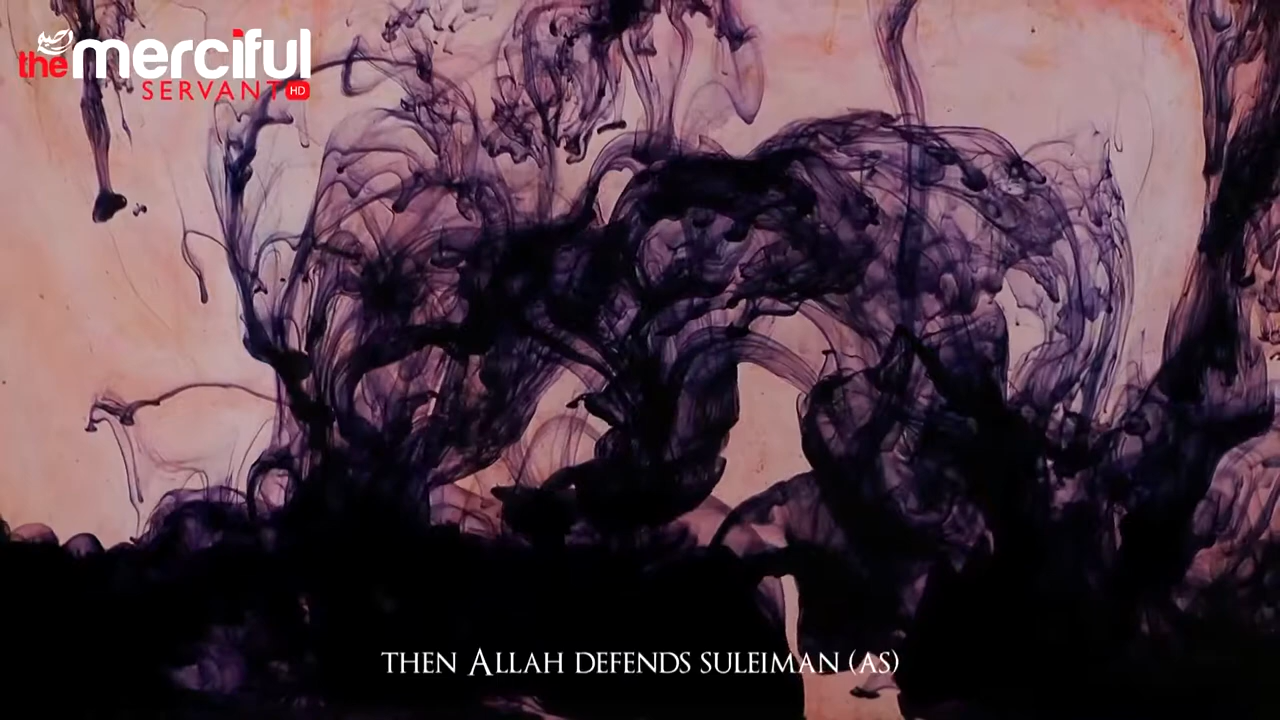 the merciful
SERVANT HD
THEN ALLAH DEFENDS SULEIMAN (AS)